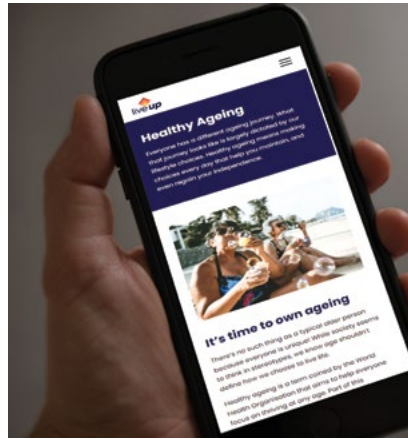 live up
Healthy Ageing
Everyone has a different ageing journey. What
that journey looks like is largely dictated by our
lifestyle choices. Healthy ageing means making
choices every day that help you maintain, and
even regain your independence.
It's time to own ageing
There's no such thing as a typical older person
because everyone is unique! While society seems
to think in stereotypes, we know age shouldn't
define how we choose to live life.
Healthy ageing is a term coined by the World
Health Organisation that aims to help everyone
focus on thriving at any age. Part of this